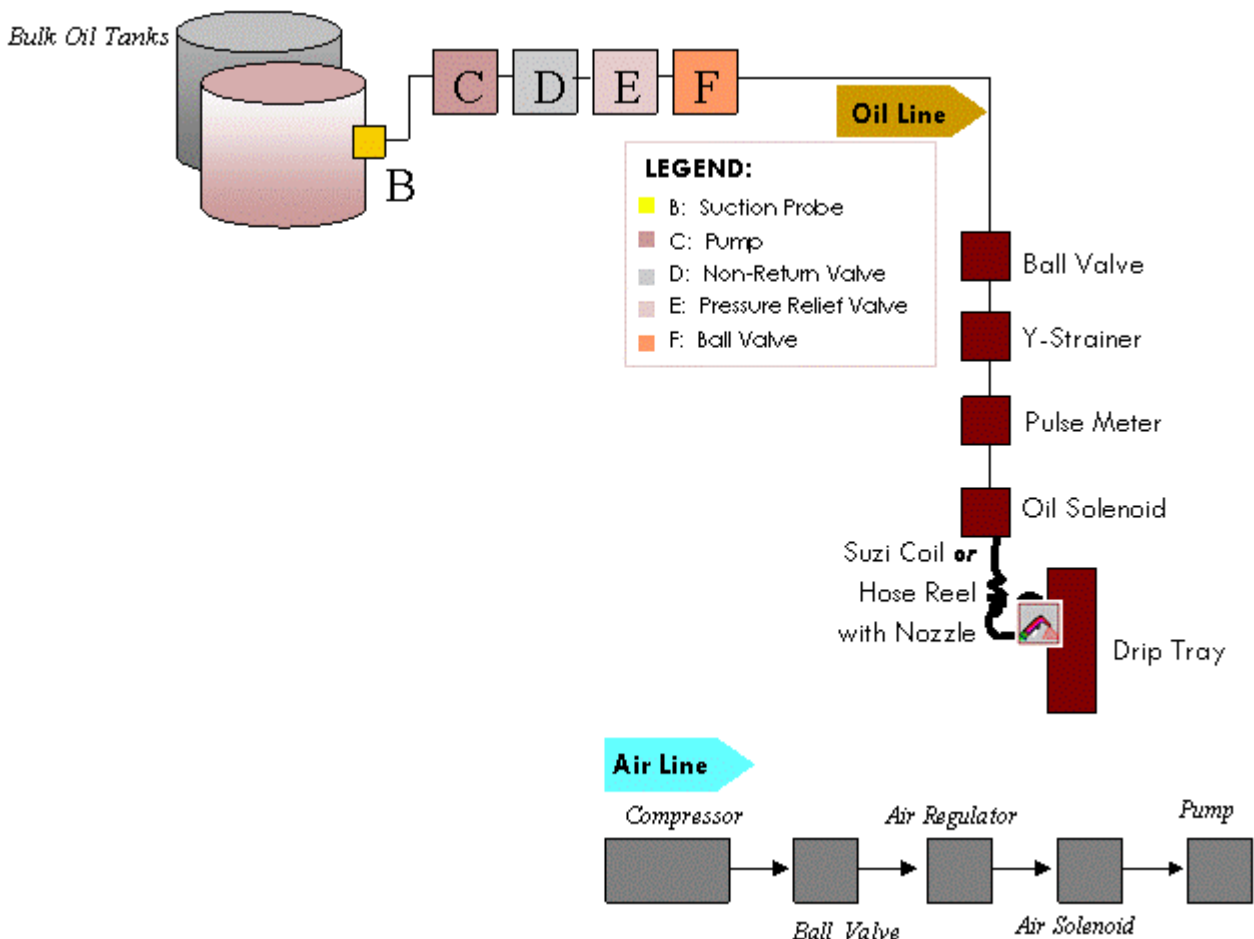 Bulk Oil Tanks
B
C
D
E
F
Oil Line
LEGEND:
B: Suction Probe
C: Pump
D: Non-Return Valve
E: Pressure Relief Valve
F: Ball Valve
Ball Valve
Y-Strainer
Pulse Meter
Oil Solenoid
Suzi Coil or
Hose Reel
with Nozzle
Drip Tray
Air Line
Compressor
Air Regulator
Pump
Ball Valve
Air Solenoid